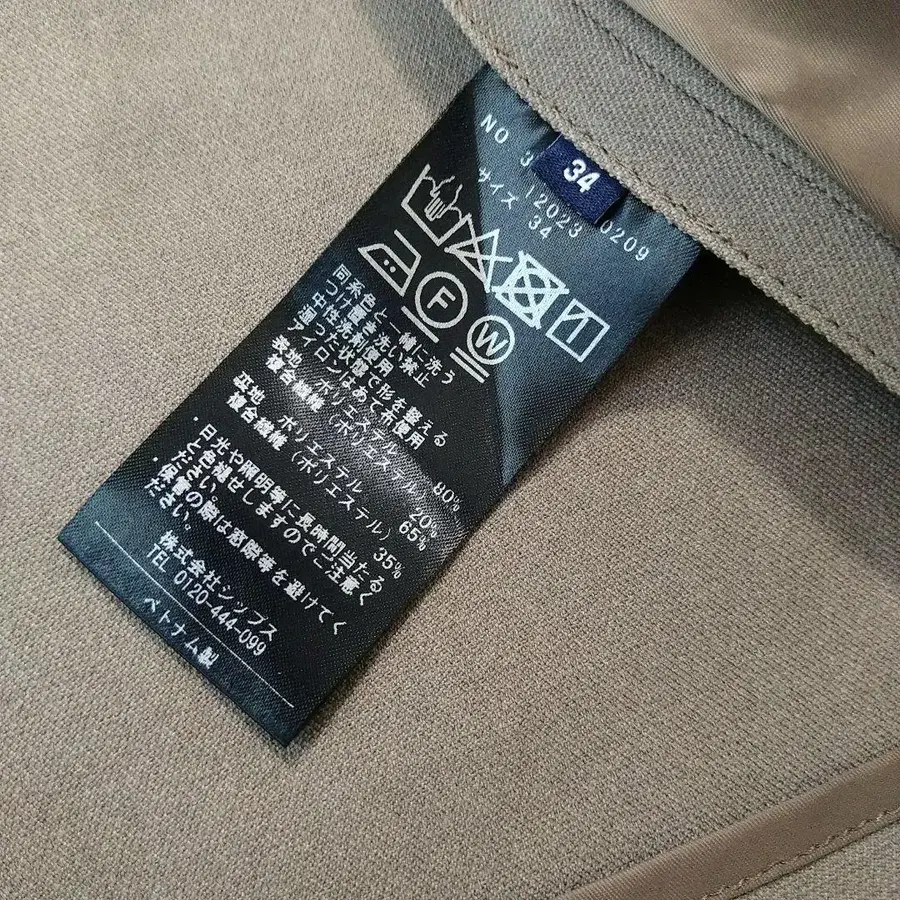 34
NO 3 12023 0209
サイズ 34
F
W
同系色と一緒に洗う
つけ置き洗い禁止
中性洗剤使用
湿った状態で形を整える
アイロンはあて布使用
表地 ポリエステル 80%
複合繊維(ポリエステル) 20%
裏地 ポリエステル 65%
複合繊維(ポリエステル) 35%
・日光や照明等に長時間当たる
と色褪せしますのでご注意く
ださい。
・保管の際は窓際等を避けてく
ださい。
株式会社シップス
TEL 0120-444-099
ベトナム製